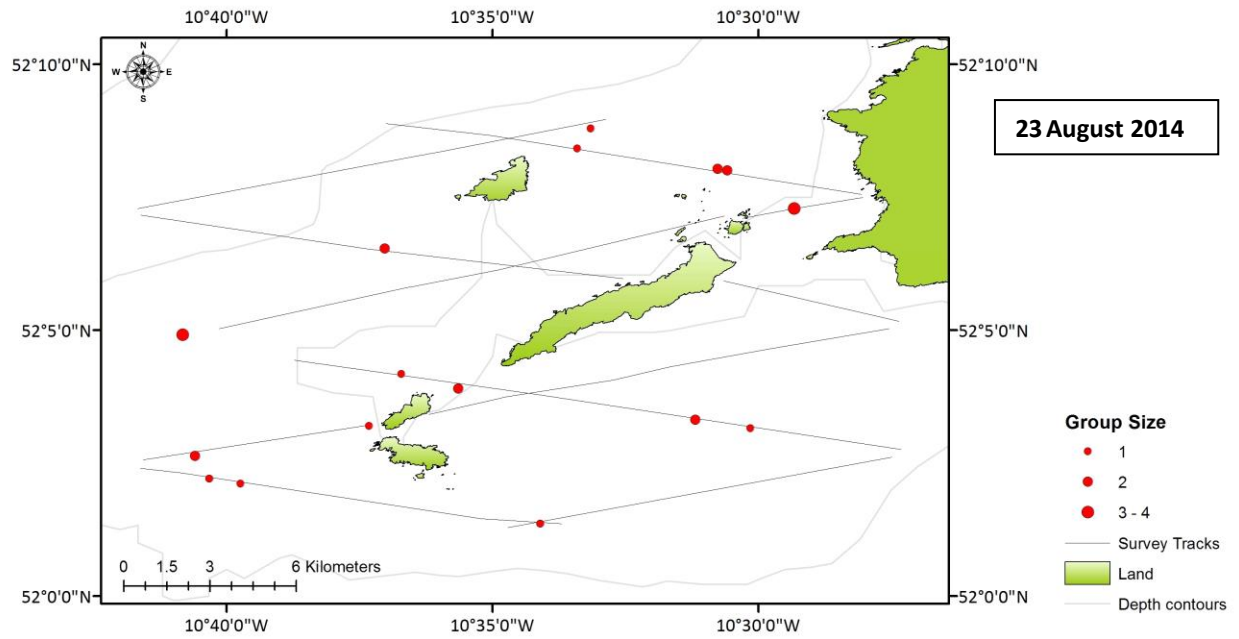 10°40'0"W 10°35'0"W 10°30'0"W
N
W E
S
52°10'0"N 52°10'0"N
23 August 2014
52°5'0"N 52°5'0"N
Group Size
1
2
3 - 4
Survey Tracks
Land
Depth contours
0 1.5 3 6 Kilometers
52°0'0"N 52°0'0"N
10°40'0"W 10°35'0"W 10°30'0"W